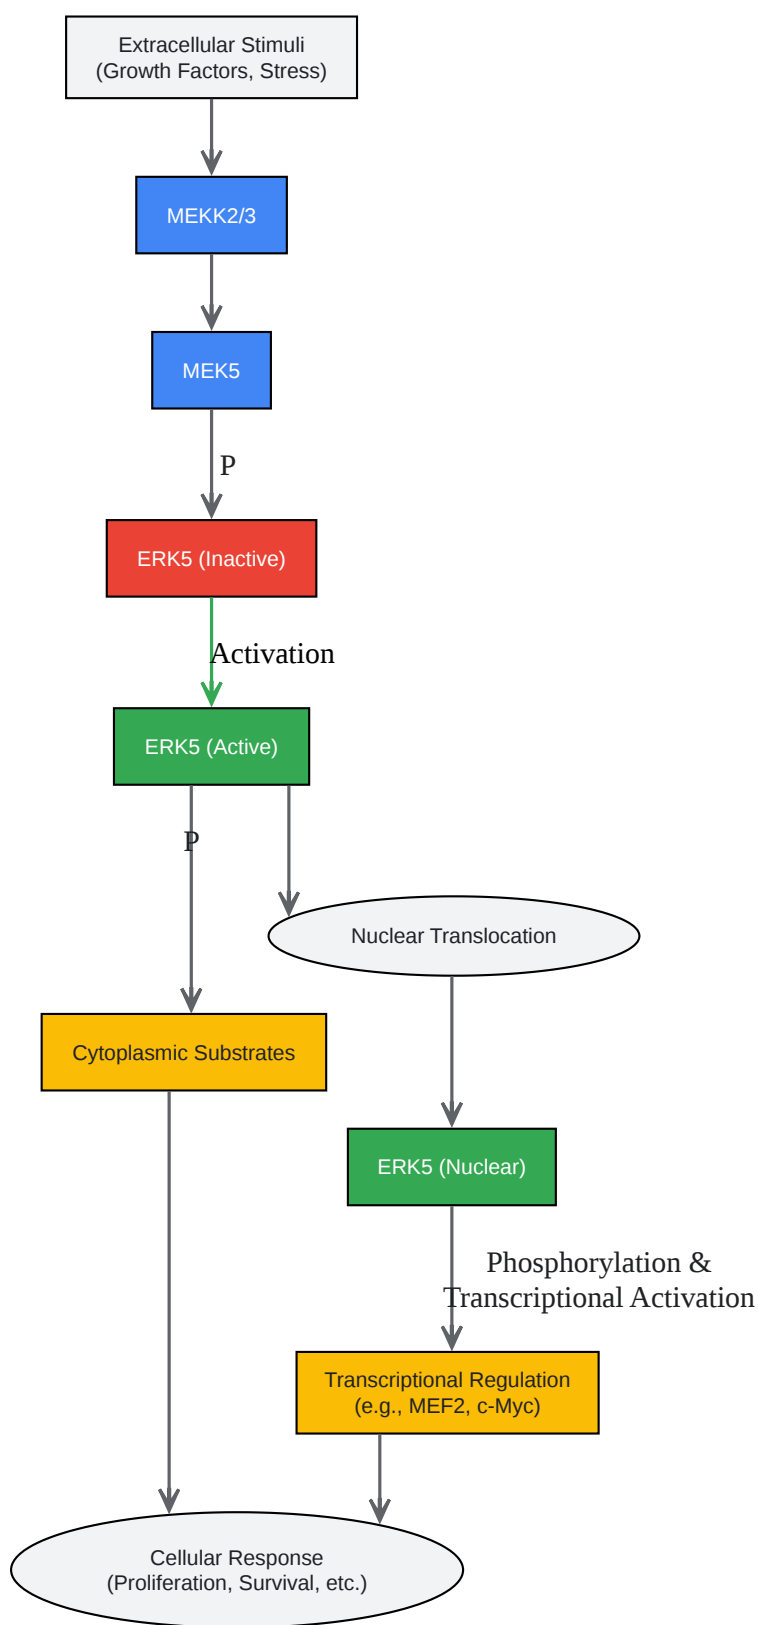 Extracellular Stimuli
(Growth Factors, Stress)
MEKK2/3
MEK5
P
ERK5 (Inactive)
Activation
ERK5 (Active)
P
Nuclear Translocation
Cytoplasmic Substrates
ERK5 (Nuclear)
Phosphorylation &
Transcriptional Activation
Transcriptional Regulation
(e.g., MEF2, c-Myc)
Cellular Response
(Proliferation, Survival, etc.)